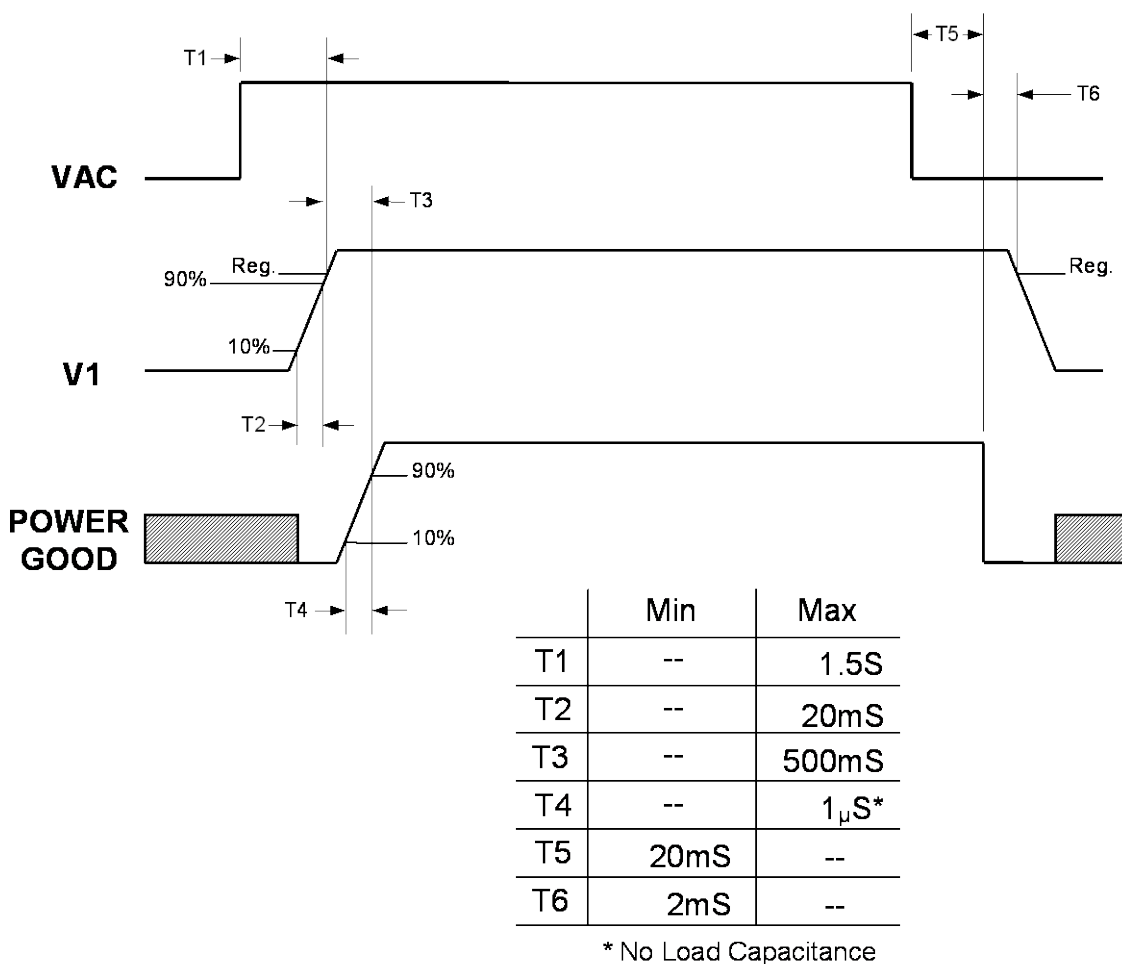 T1
T5
T6
VAC
T3
Reg.
90%
Reg.
10%
V1
T2
90%
POWER
GOOD
10%
T4
Min Max
T1 -- 1.5S
T2 -- 20mS
T3 -- 500mS
T4 -- 1µS*
T5 20mS --
T6 2mS --
* No Load Capacitance